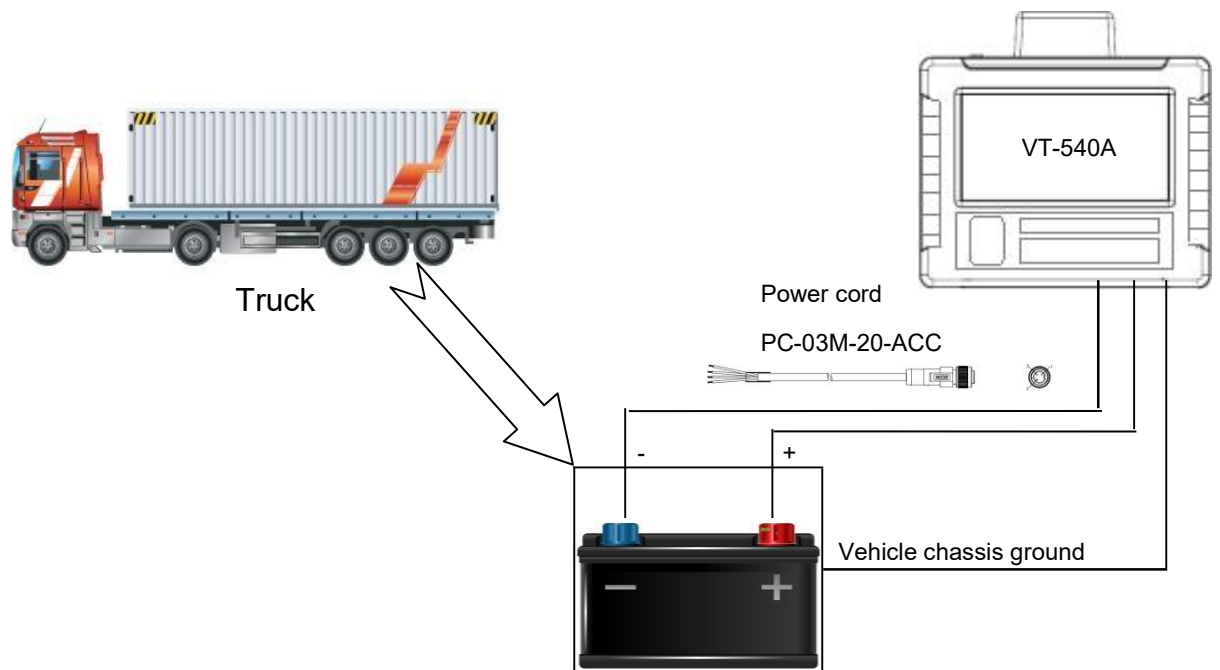 VT-540A
Truck
Power cord
PC-03M-20-ACC
- +
Vehicle chassis ground
− +